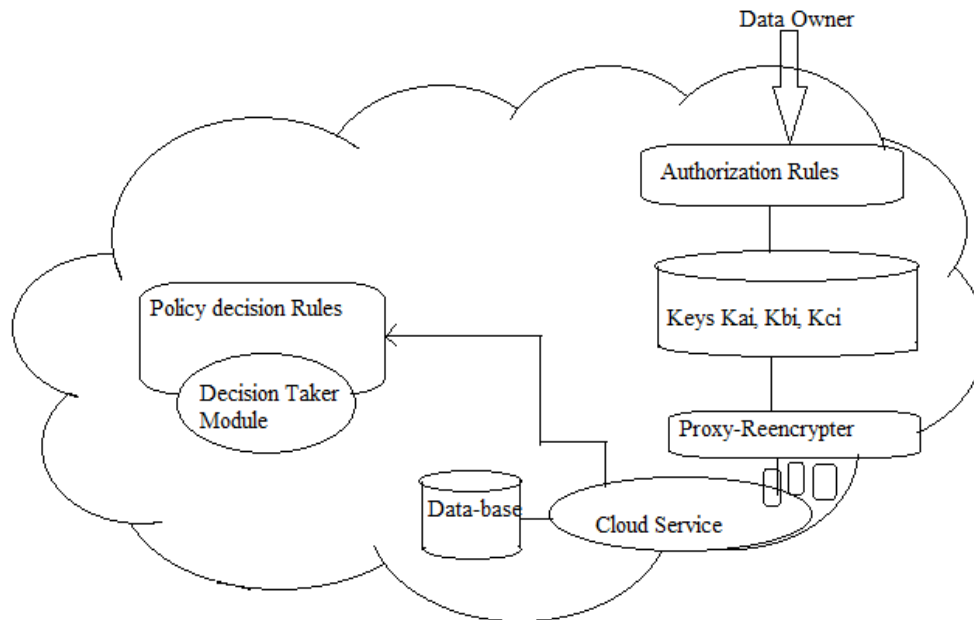 Data Owner
Authorization Rules
Keys Kai, Kbi, Kci
Policy decision Rules
Decision Taker
Module
Proxy-Reencrypter
Data-base
Cloud Service